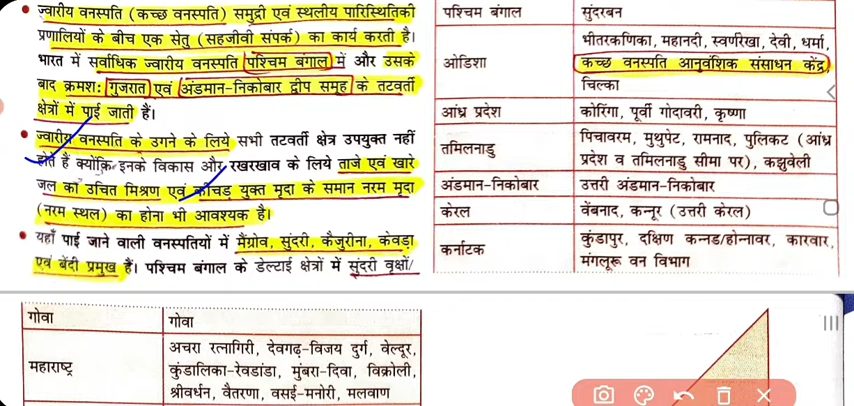 ज्वारीय वनस्पति (कच्छ वनस्पति) समुद्री एवं स्थलीय पारिस्थितिकी
प्रणालियों के बीच एक सेतु (सहजीवी संपर्क) का कार्य करती है।
भारत में सर्वाधिक ज्वारीय वनस्पति पश्चिम बंगाल में और उसके
बाद क्रमश: गुजरात एवं अंडमान-निकोबार द्वीप समूह के तटवर्ती
क्षेत्रों में पाई जाती हैं।
ज्वारीय वनस्पति के उगने के लिये सभी तटवर्ती क्षेत्र उपयुक्त नहीं
होते हैं क्योंकि इनके विकास और रखरखाव के लिये ताजे एवं खारे
जल का उचित मिश्रण एवं कीचड़ युक्त मृदा के समान नरम मृदा
(नरम स्थल) का होना भी आवश्यक है।
यहाँ पाई जाने वाली वनस्पतियों में मैंग्रोव, सुंदरी, कैजुरीना, केवड़ा
एवं बेंदी प्रमुख हैं। पश्चिम बंगाल के डेल्टाई क्षेत्रों में सुंदरी वृक्षों/
पश्चिम बंगाल सुंदरबन
ओडिशा भीतरकणिका, महानदी, स्वर्णरेखा, देवी, धर्मा,
कच्छ वनस्पति आनुवंशिक संसाधन केंद्र,
चिल्का
आंध्र प्रदेश कोरिंगा, पूर्वी गोदावरी, कृष्णा
तमिलनाडु पिचावरम, मुथुपेट, रामनाद, पुलिकट (आंध्र
प्रदेश व तमिलनाडु सीमा पर), कझुवेली
अंडमान-निकोबार उत्तरी अंडमान-निकोबार
केरल वेंबनाद, कन्नूर (उत्तरी केरल)
कर्नाटक कुंडापुर, दक्षिण कन्नड/होन्नावर, कारवार,
मंगलूरू वन विभाग
गोवा गोवा
महाराष्ट्र अचरा रत्नागिरी, देवगढ़-विजय दुर्ग, वेल्दूर,
कुंडालिका-रेवडांडा, मुंबरा-दिवा, विक्रोली,
श्रीवर्धन, वैतरणा, वसई-मनोरी, मलवाण